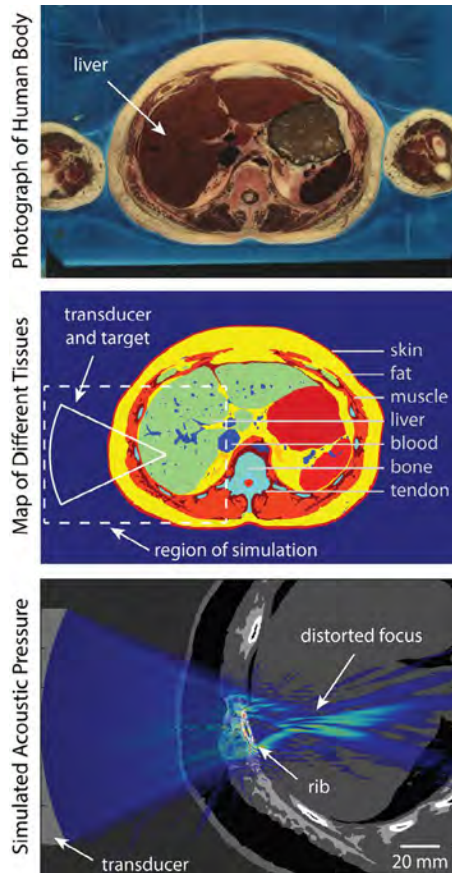 Photograph of Human Body
liver
Map of Different Tissues
transducer
and target
skin
fat
muscle
liver
blood
bone
tendon
region of simulation
Simulated Acoustic Pressure
distorted focus
rib
transducer
20 mm